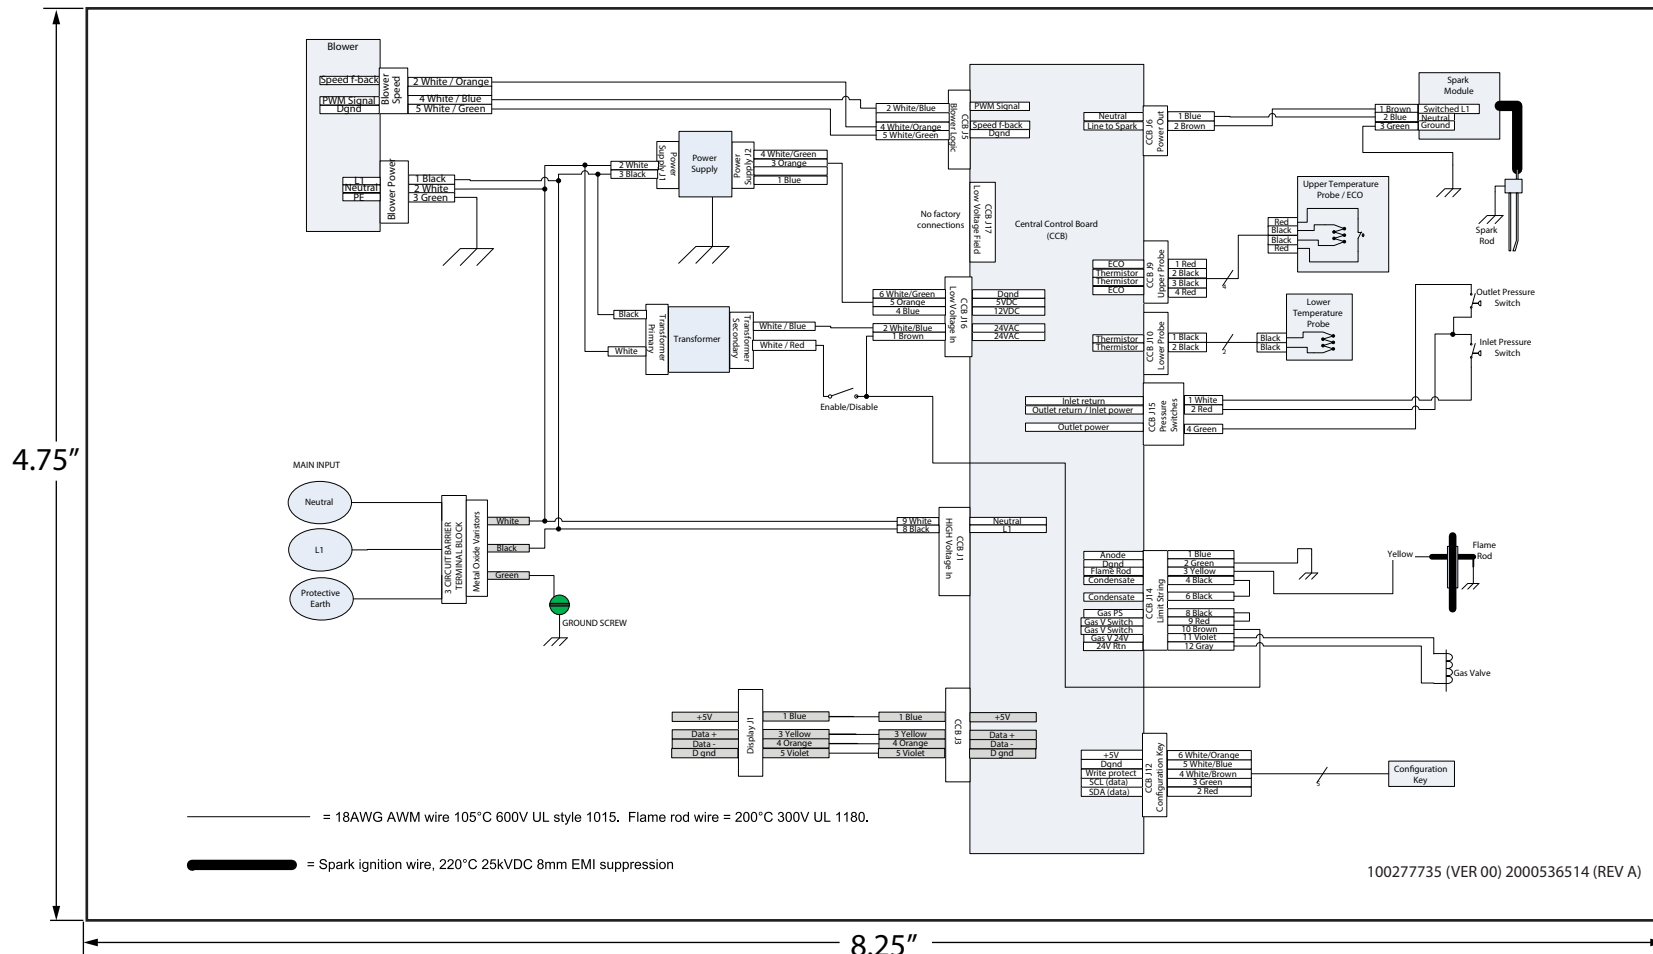 Blower
Speed f-back
PWM Signal
Dgnd
Blower
Speed
2 White / Orange
4 White / Blue
5 White / Green
L1
Neutral
PE
Blower Power
1 Black
2 White
3 Green
2 White
3 Black
Power
Supply J1
Power
Supply
Power
Supply J2
4 White/Green
3 Orange
1 Blue
Black
White
Transformer
Primary
Transformer
Transformer
Secondary
White / Blue
White / Red
Enable/Disable
2 White/Blue
4 White/Orange
5 White/Green
CCB J5
Blower Logic
PWM Signal
Speed f-back
Dgnd
No factory
connections
CCB J17
Low Voltage Field
Central Control Board
(CCB)
6 White/Green
5 Orange
4 Blue
2 White/Blue
1 Brown
CCB J16
Low Voltage In
Dgnd
5VDC
12VDC
24VAC
24VAC
Neutral
Line to Spark
CCB J6
Power Out
1 Blue
2 Brown
1 Brown
2 Blue
3 Green
Spark
Module
Switched L1
Neutral
Ground
Spark
Rod
Upper Temperature
Probe / ECO
Red
Black
Black
Red
ECO
Thermistor
Thermistor
ECO
CCB J9
Upper Probe
1 Red
2 Black
3 Black
4 Red
4
Lower
Temperature
Probe
Black
Black
Thermistor
Thermistor
CCB J10
Lower Probe
1 Black
2 Black
2
Outlet Pressure
Switch
Inlet Pressure
Switch
Inlet return
Outlet return / Inlet power
Outlet power
CCB J15
Pressure
Switches
1 White
2 Red
4 Green
4.75”
MAIN INPUT
Neutral
L1
Protective
Earth
3 CIRCUIT BARRIER
TERMINAL BLOCK
Metal Oxide Varistors
White
Black
Green
GROUND SCREW
9 White
8 Black
CCB J1
HIGH Voltage In
Neutral
L1
Anode
Dgnd
Flame Rod
Condensate
Condensate
Gas PS
Gas V Switch
Gas V Switch
Gas V 24V
24V Rtn
CCB J14
Limit String
1 Blue
2 Green
3 Yellow
4 Black
6 Black
8 Black
9 Red
10 Brown
11 Violet
12 Gray
Yellow
Flame
Rod
Gas Valve
+5V
Data +
Data -
D gnd
Display J1
1 Blue
3 Yellow
4 Orange
5 Violet
1 Blue
3 Yellow
4 Orange
5 Violet
CCB J3
+5V
Data +
Data -
D gnd
+5V
Dgnd
Write protect
SCL (data)
SDA (data)
CCB J12
Configuration Key
6 White/Orange
5 White/Blue
4 White/Brown
3 Green
2 Red
5
Configuration
Key
= 18AWG AWM wire 105°C 600V UL style 1015. Flame rod wire = 200°C 300V UL 1180.
= Spark ignition wire, 220°C 25kVDC 8mm EMI suppression
100277735 (VER 00) 2000536514 (REV A)
8.25”